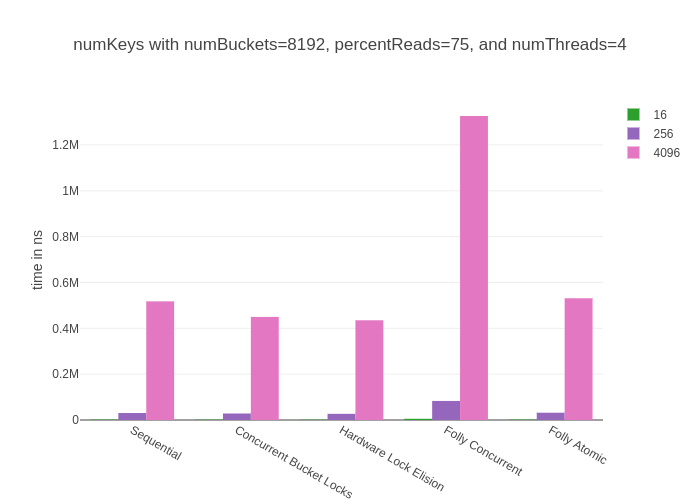 numKeys with numBuckets=8192, percentReads=75, and numThreads=4
16
256
4096
time in ns
1.2M
1M
0.8M
0.6M
0.4M
0.2M
0
Sequential
Concurrent Bucket Locks
Hardware Lock Elision
Folly Concurrent
Folly Atomic